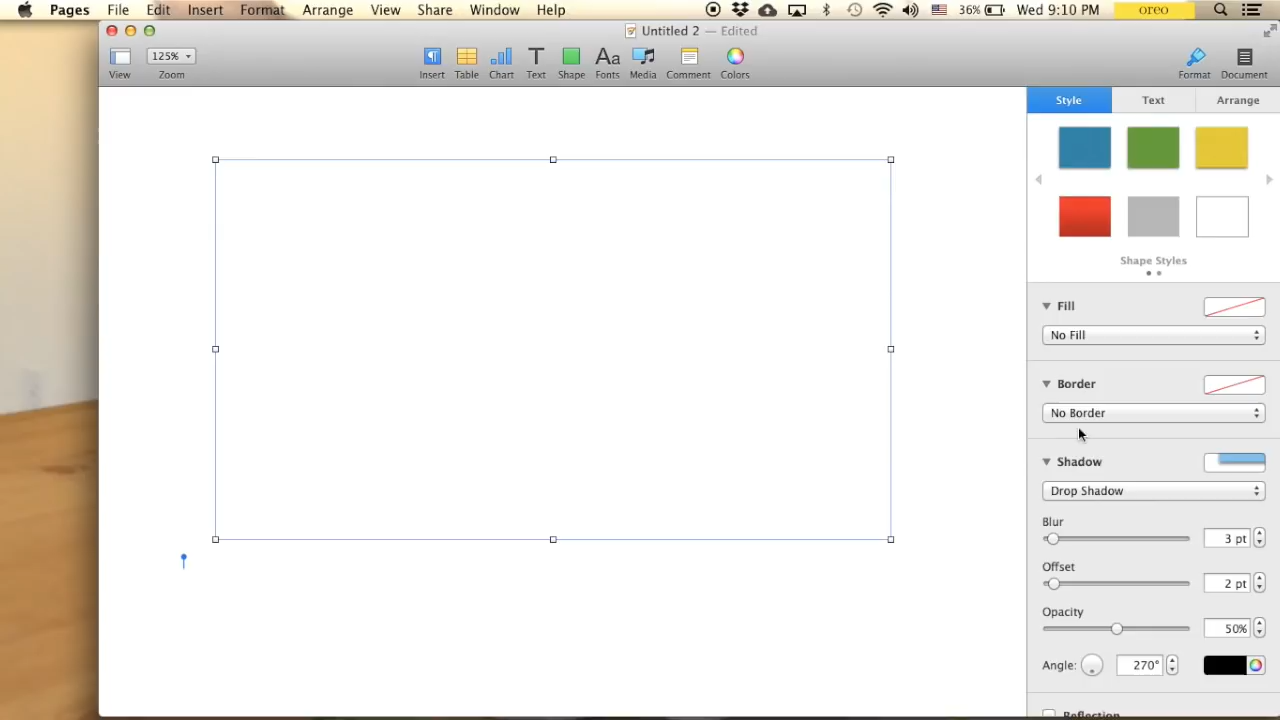 Pages File Edit Insert Format Arrange View Share Window Help 36% Wed 9:10 PM oreo
Untitled 2 — Edited
125%
View Zoom Insert Table Chart Text Shape Fonts Media Comment Colors Format Document
Style Text Arrange
Shape Styles
Fill
No Fill
Border
No Border
Shadow
Drop Shadow
Blur
3 pt
Offset
2 pt
Opacity
50%
Angle: 270°
Reflection